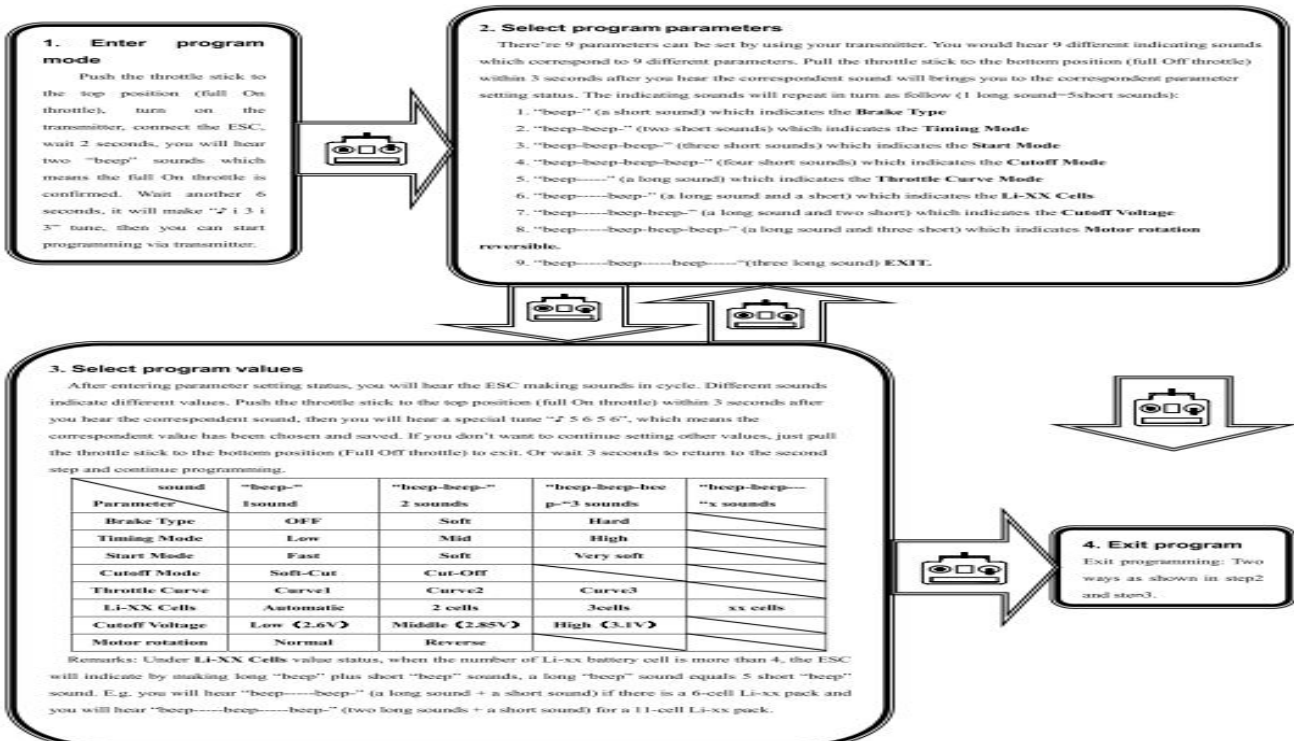 1. Enter program
mode
Push the throttle stick to
the top position (full On
throttle), turn on the
transmitter, connect the ESC,
wait 2 seconds, you will hear
two “beep” sounds which
means the full On throttle is
confirmed. Wait another 6
seconds, it will make “♪ i 3 i
3” tune, then you can start
programming via transmitter.
2. Select program parameters
There’re 9 parameters can be set by using your transmitter. You would hear 9 different indicating sounds
which correspond to 9 different parameters. Pull the throttle stick to the bottom position (full Off throttle)
within 3 seconds after you hear the correspondent sound will brings you to the correspondent parameter
setting status. The indicating sounds will repeat in turn as follow (1 long sound=5short sounds):
1. “beep-” (a short sound) which indicates the Brake Type
2. “beep-beep-” (two short sounds) which indicates the Timing Mode
3. “beep-beep-beep-” (three short sounds) which indicates the Start Mode
4. “beep-beep-beep-beep-” (four short sounds) which indicates the Cutoff Mode
5. “beep-----” (a long sound) which indicates the Throttle Curve Mode
6. “beep-----beep-” (a long sound and a short) which indicates the Li-XX Cells
7. “beep-----beep-beep-” (a long sound and two short) which indicates the Cutoff Voltage
8. “beep-----beep-beep-beep-” (a long sound and three short) which indicates Motor rotation
reversible.
9. “beep-----beep-----beep-----”(three long sound) EXIT.
3. Select program values
After entering parameter setting status, you will hear the ESC making sounds in cycle. Different sounds
indicate different values. Push the throttle stick to the top position (full On throttle) within 3 seconds after
you hear the correspondent sound, then you will hear a special tune “♪ 5 6 5 6”, which means the
correspondent value has been chosen and saved. If you don’t want to continue setting other values, just pull
the throttle stick to the bottom position (Full Off throttle) to exit. Or wait 3 seconds to return to the second
step and continue programming.
sound “beep-” “beep-beep-” “beep-beep-bee “beep-beep---
Parameter 1sound 2 sounds p-“3 sounds “x sounds
Brake Type OFF Soft Hard
Timing Mode Low Mid High
Start Mode Fast Soft Very soft
Cutoff Mode Soft-Cut Cut-Off
Throttle Curve Curve1 Curve2 Curve3
Li-XX Cells Automatic 2 cells 3cells xx cells
Cutoff Voltage Low (2.6V) Middle (2.85V) High (3.1V)
Motor rotation Normal Reverse
Remarks: Under Li-XX Cells value status, when the number of Li-xx battery cell is more than 4, the ESC
will indicate by making long “beep” plus short “beep” sounds, a long “beep” sound equals 5 short “beep”
sound. E.g. you will hear “beep-----beep-” (a long sound + a short sound) if there is a 6-cell Li-xx pack and
you will hear “beep-----beep-----beep-” (two long sounds + a short sound) for a 11-cell Li-xx pack.
4. Exit program
Exit programming: Two
ways as shown in step2
and step3.